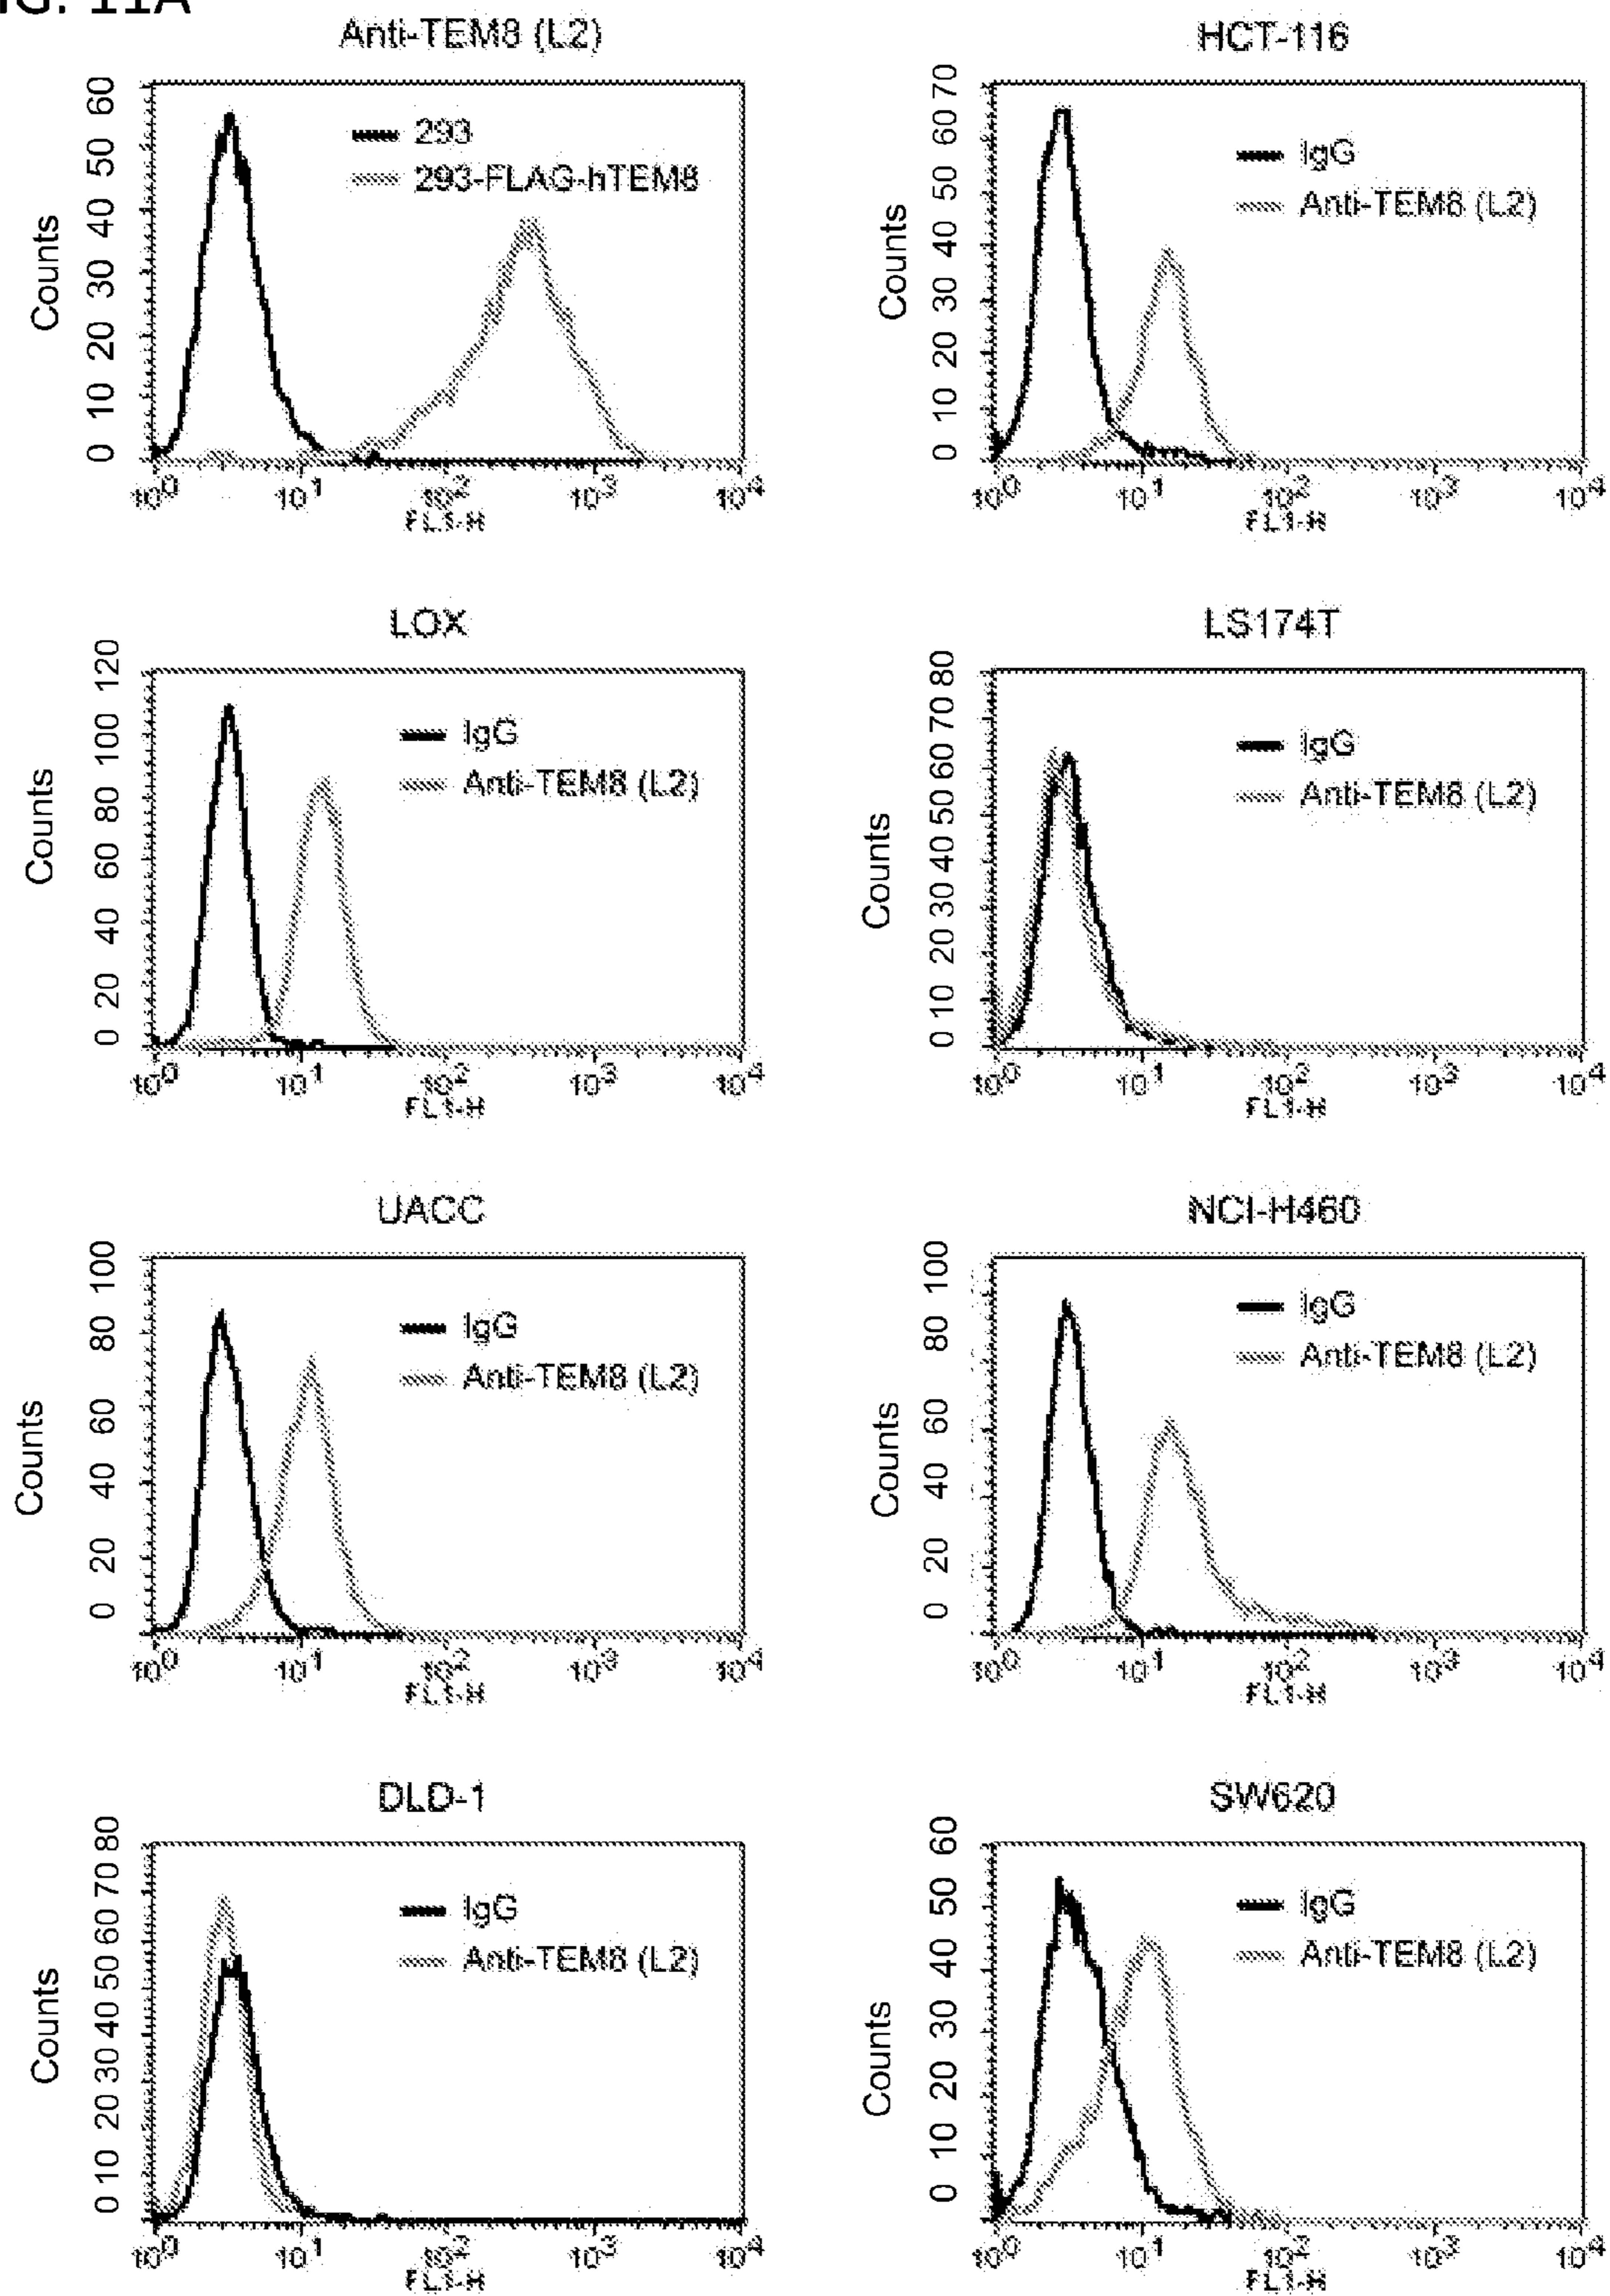 FIG. 11A
Anti-TEM8 (L2)
Counts
0 10 20 30 40 50 60
293
293-FLAG-hTEM8
10^0 10^1 10^2 10^3 10^4
FL1-H
HCT-116
Counts
0 10 20 30 40 50 60 70
IgG
Anti-TEM8 (L2)
10^0 10^1 10^2 10^3 10^4
FL1-H
LOX
Counts
0 20 40 60 80 100 120
IgG
Anti-TEM8 (L2)
10^0 10^1 10^2 10^3 10^4
FL1-H
LS174T
Counts
0 10 20 30 40 50 60 70 80
IgG
Anti-TEM8 (L2)
10^0 10^1 10^2 10^3 10^4
FL1-H
UACC
Counts
0 20 40 60 80 100
IgG
Anti-TEM8 (L2)
10^0 10^1 10^2 10^3 10^4
FL1-H
NCI-H460
Counts
0 20 40 60 80 100
IgG
Anti-TEM8 (L2)
10^0 10^1 10^2 10^3 10^4
FL1-H
DLD-1
Counts
0 10 20 30 40 50 60 70 80
IgG
Anti-TEM8 (L2)
10^0 10^1 10^2 10^3 10^4
FL1-H
SW620
Counts
0 10 20 30 40 50 60
IgG
Anti-TEM8 (L2)
10^0 10^1 10^2 10^3 10^4
FL1-H